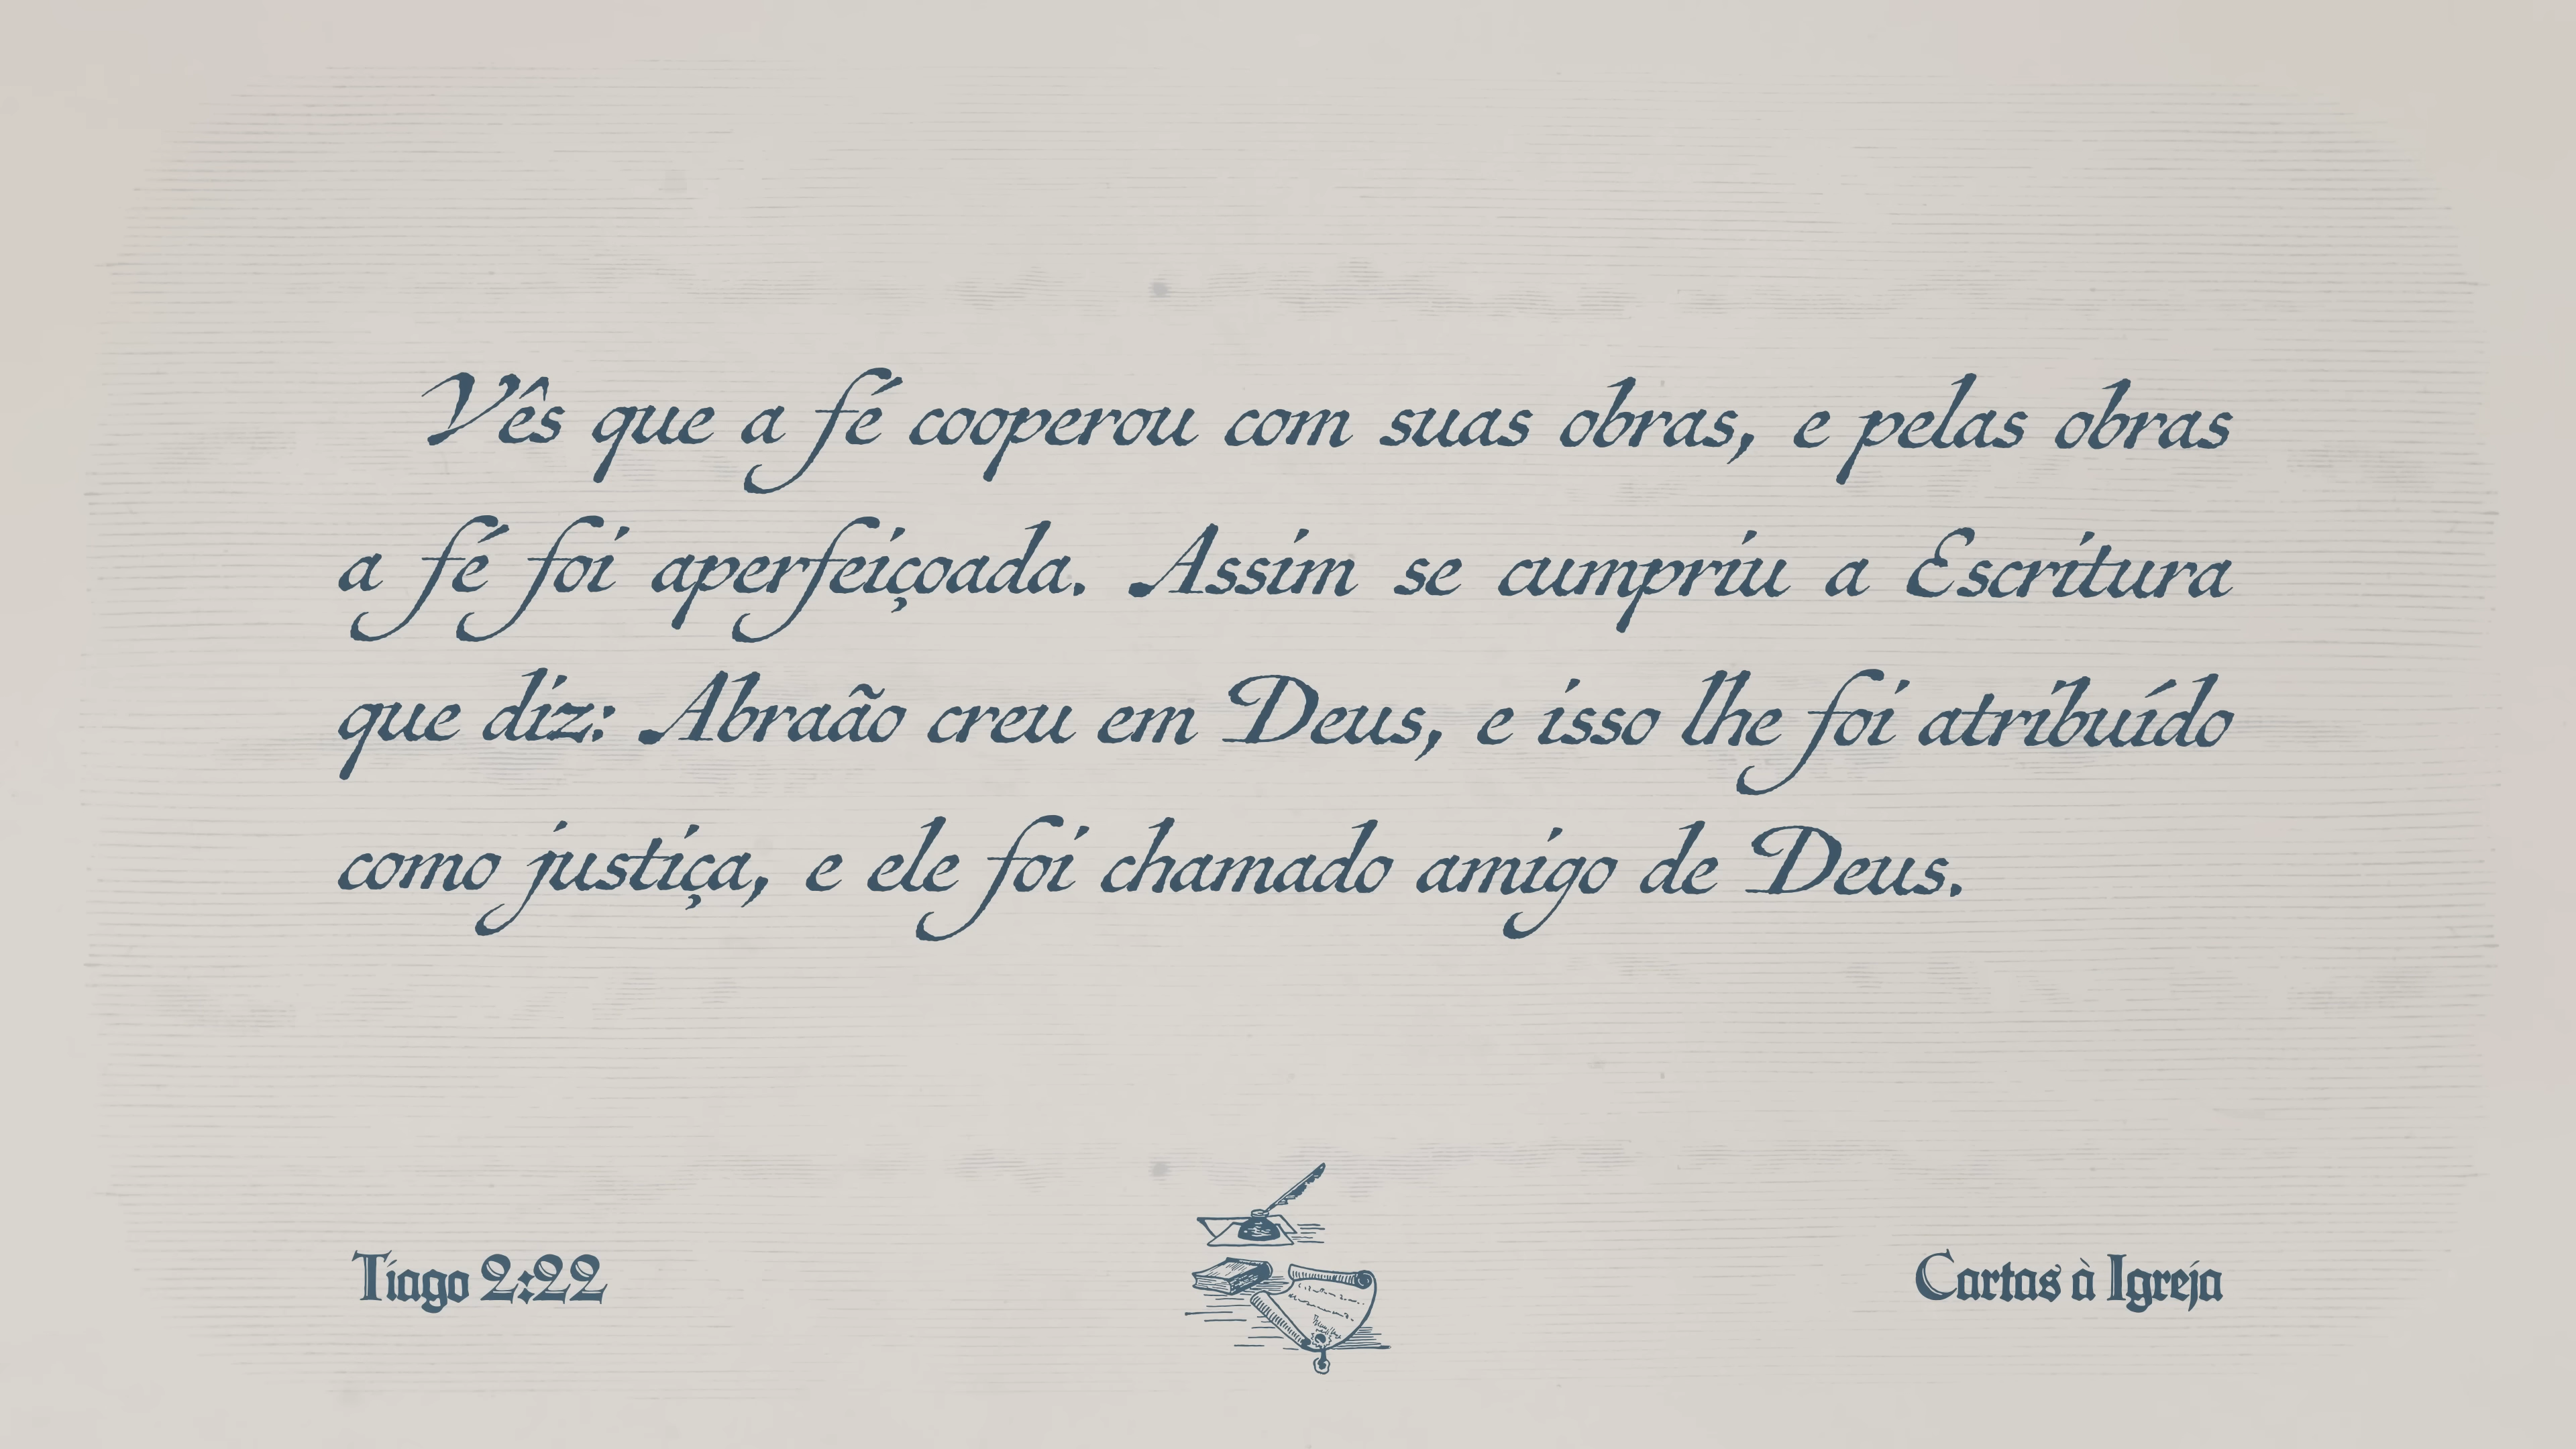 Vês que a fé cooperou com suas obras, e pelas obras
a fé foi aperfeiçoada. Assim se cumpriu a Escritura
que diz: Abraão creu em Deus, e isso lhe foi atribuído
como justiça, e ele foi chamado amigo de Deus.
Tiago 2:22
Cartas à Igreja